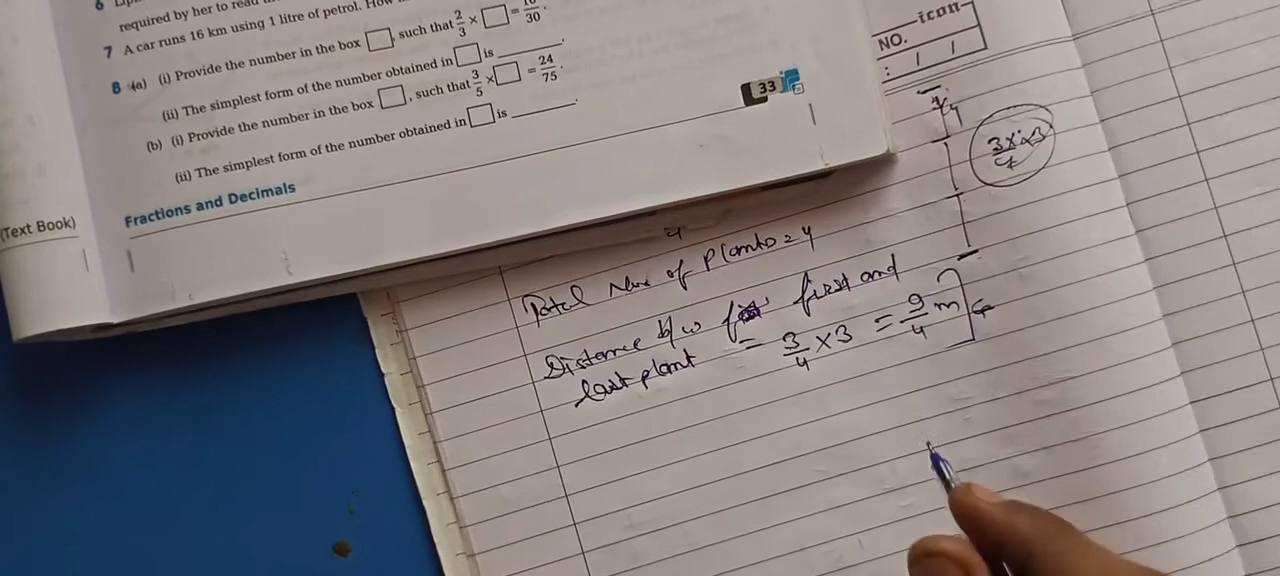 required by her to read
7 A car runs 16 km using 1 litre of petrol. How
8 (a) (i) Provide the number in the box □, such that 2/3 × □ = 10/30.
(ii) The simplest form of the number obtained in □ is ______.
(b) (i) Provide the number in the box □, such that 3/5 × □ = 24/75.
(ii) The simplest form of the number obtained in □ is ______.
33
Fractions and Decimals
(Text Book)
icon
NO.
: / /
3 × 3
4
Total of Plants = 4
Distance b/w first and
last plant = 3/4 × 3 = 9/4 m